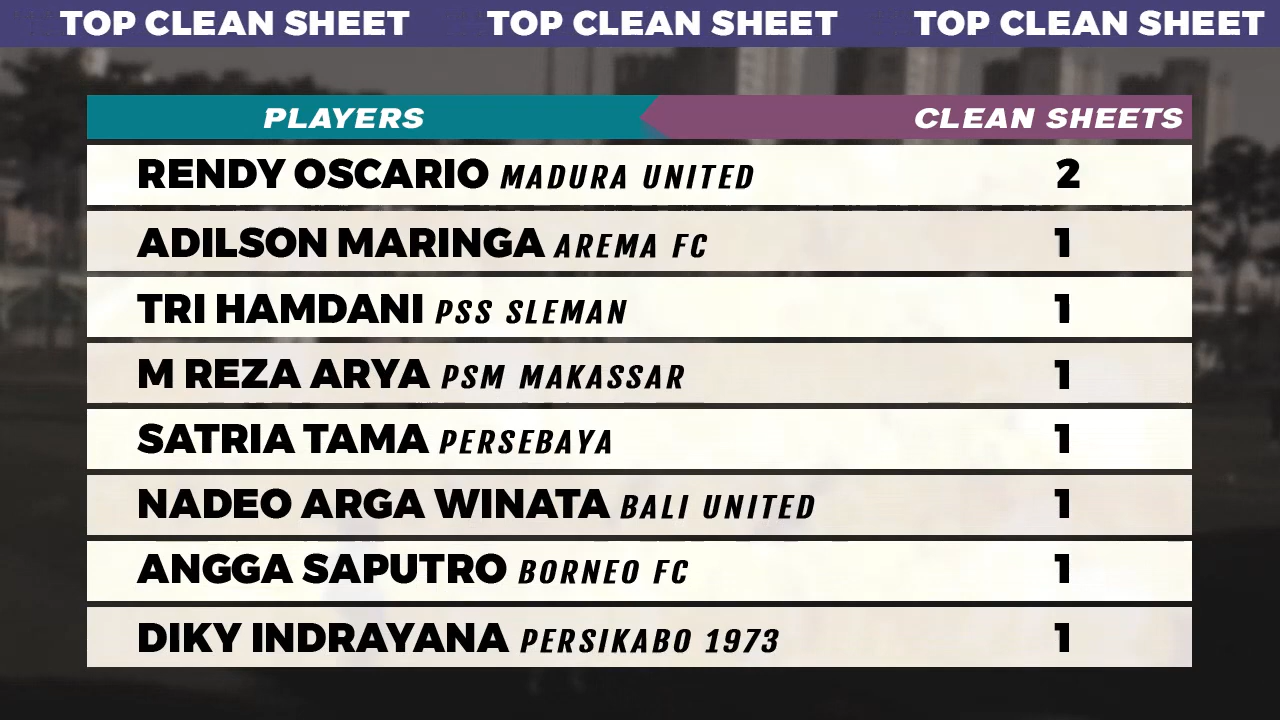 TOP CLEAN SHEET TOP CLEAN SHEET TOP CLEAN SHEET
PLAYERS CLEAN SHEETS
RENDY OSCARIO MADURA UNITED 2
ADILSON MARINGA AREMA FC 1
TRI HAMDANI PSS SLEMAN 1
M REZA ARYA PSM MAKASSAR 1
SATRIA TAMA PERSEBAYA 1
NADEO ARGA WINATA BALI UNITED 1
ANGGA SAPUTRO BORNEO FC 1
DIKY INDRAYANA PERSIKABO 1973 1